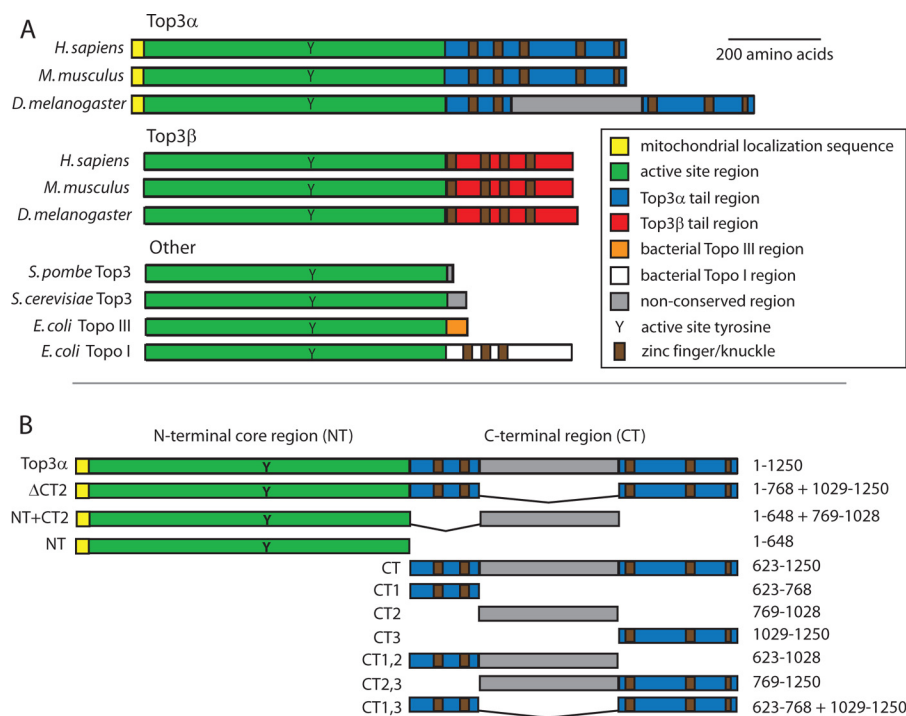 A
Top3α
H. sapiens Y
200 amino acids
M. musculus Y
D. melanogaster Y
Top3β
H. sapiens Y
M. musculus Y
D. melanogaster Y
Other
S. pombe Top3 Y
S. cerevisiae Top3 Y
E. coli Topo III Y
E. coli Topo I Y
mitochondrial localization sequence
active site region
Top3α tail region
Top3β tail region
bacterial Topo III region
bacterial Topo I region
non-conserved region
Y active site tyrosine
zinc finger/knuckle
B
N-terminal core region (NT) C-terminal region (CT)
Top3α Y 1-1250
ΔCT2 Y 1-768 + 1029-1250
NT+CT2 Y 1-648 + 769-1028
NT Y 1-648
CT 623-1250
CT1 623-768
CT2 769-1028
CT3 1029-1250
CT1,2 623-1028
CT2,3 769-1250
CT1,3 623-768 + 1029-1250